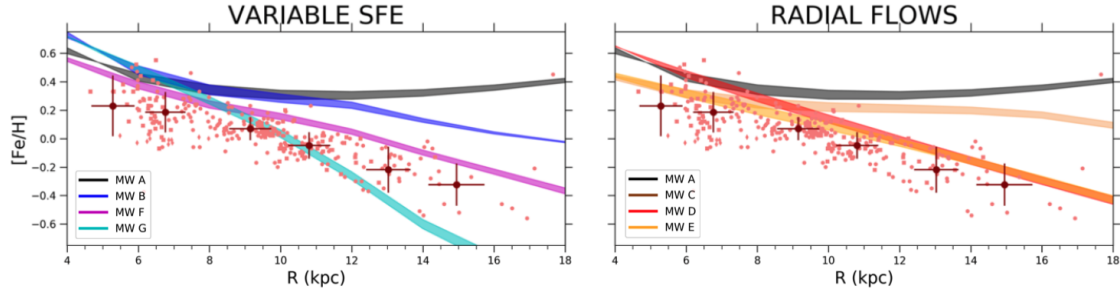 VARIABLE SFE
[Fe/H]
0.6
0.4
0.2
0.0
−0.2
−0.4
−0.6
MW A
MW B
MW F
MW G
4 6 8 10 12 14 16 18
R (kpc)
RADIAL FLOWS
MW A
MW C
MW D
MW E
4 6 8 10 12 14 16 18
R (kpc)